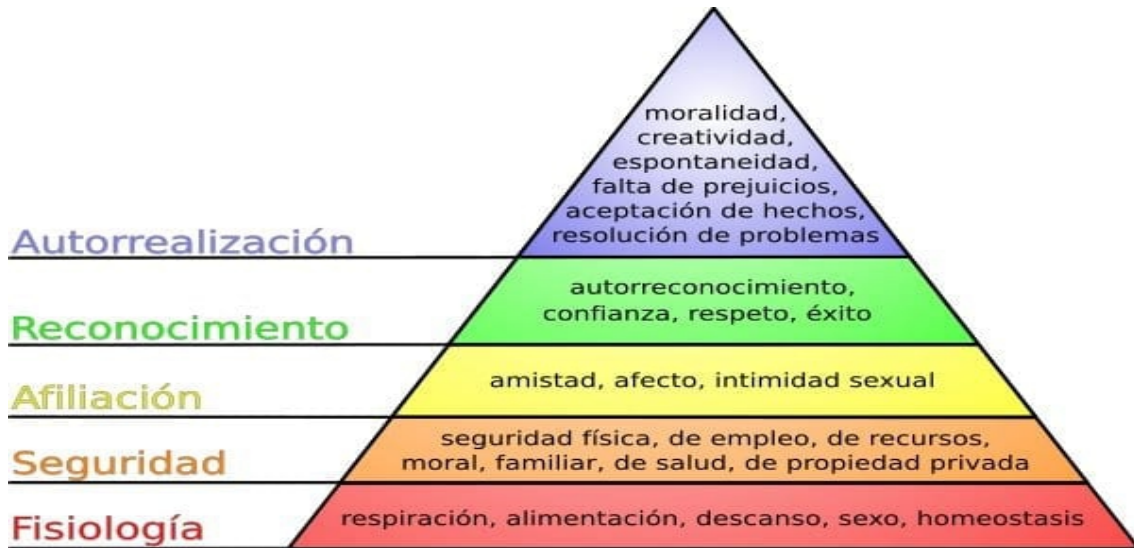 moralidad,
creatividad,
espontaneidad,
falta de prejuicios,
aceptación de hechos,
resolución de problemas
Autorrealización
autorreconocimiento,
confianza, respeto, éxito
Reconocimiento
amistad, afecto, intimidad sexual
Afiliación
seguridad física, de empleo, de recursos,
moral, familiar, de salud, de propiedad privada
Seguridad
respiración, alimentación, descanso, sexo, homeostasis
Fisiología